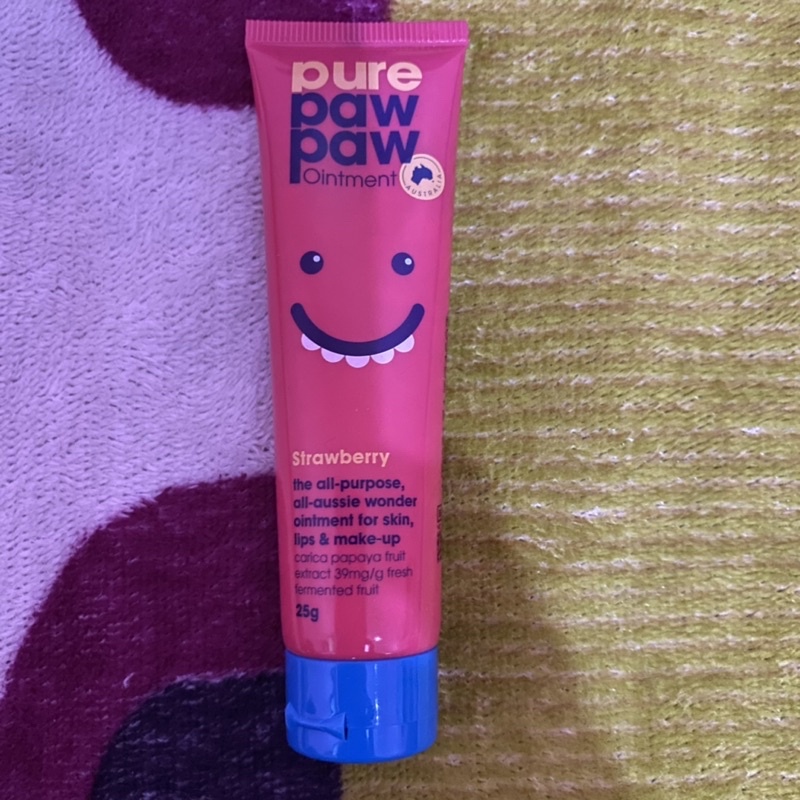 pure
paw
paw
Ointment
AUSTRALIA
Strawberry
the all-purpose,
all-aussie wonder
ointment for skin,
lips & make-up
carica papaya fruit
extract 39mg/g fresh
fermented fruit
25g